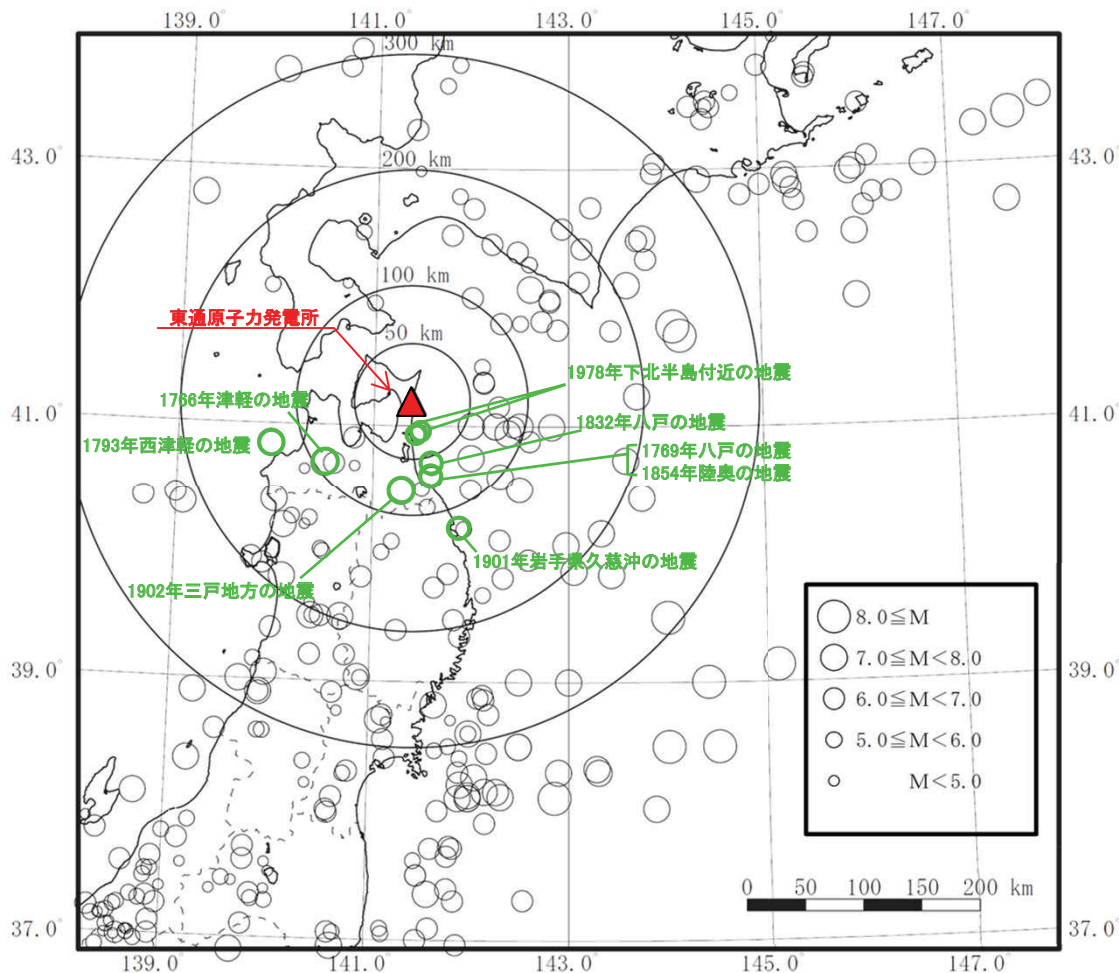 139.0° 141.0° 143.0° 145.0° 147.0°
300 km
43.0° 43.0°
200 km
100 km
東通原子力発電所
50 km
1978年下北半島付近の地震
1766年津軽の地震
41.0° 41.0°
1832年八戸の地震
1793年西津軽の地震
1769年八戸の地震
1854年陸奥の地震
1901年岩手県久慈沖の地震
1902年三戸地方の地震
8.0≦M
39.0° 39.0°
7.0≦M<8.0
6.0≦M<7.0
5.0≦M<6.0
M<5.0
0 50 100 150 200 km
37.0° 37.0°
139.0° 141.0° 143.0° 145.0° 147.0°